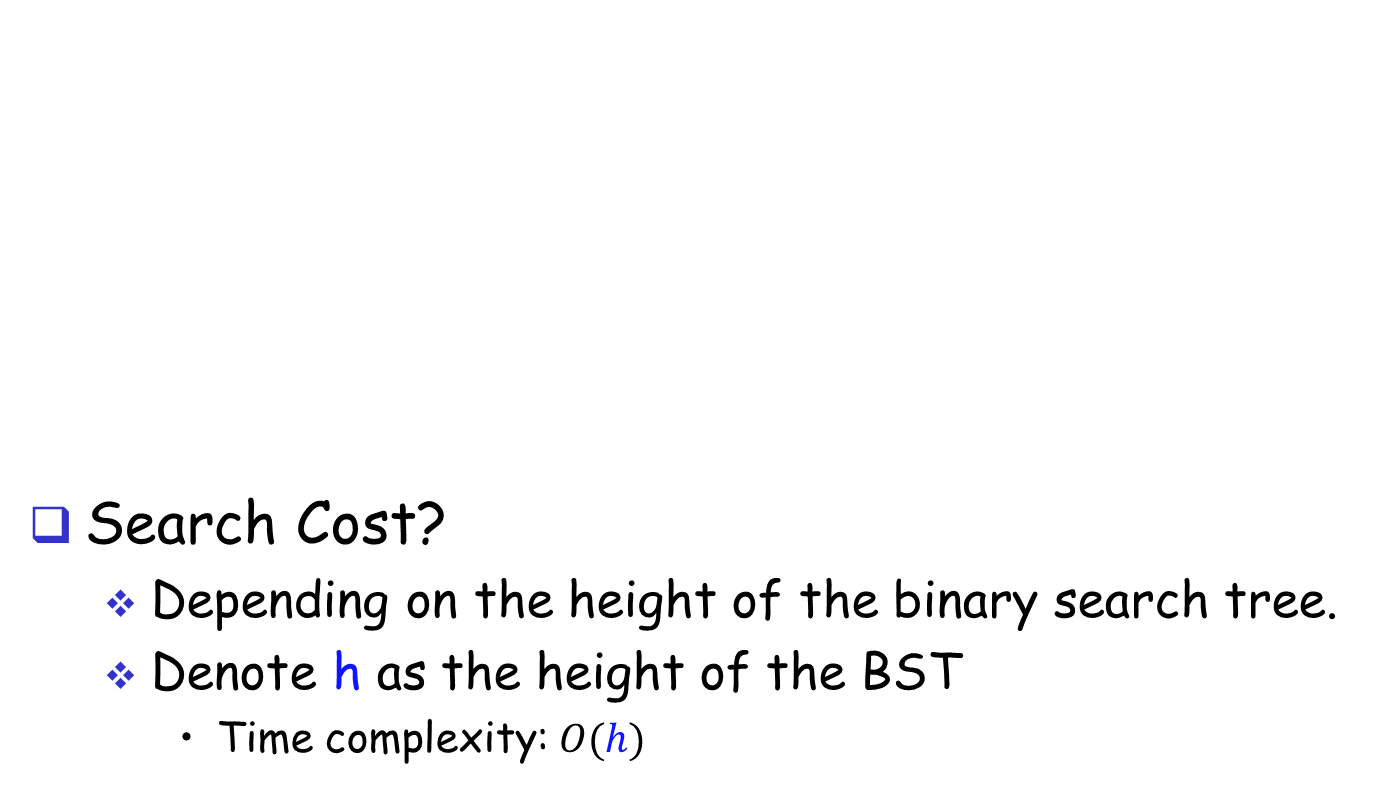 Search Cost?
Depending on the height of the binary search tree.
Denote h as the height of the BST
• Time complexity: O(h)